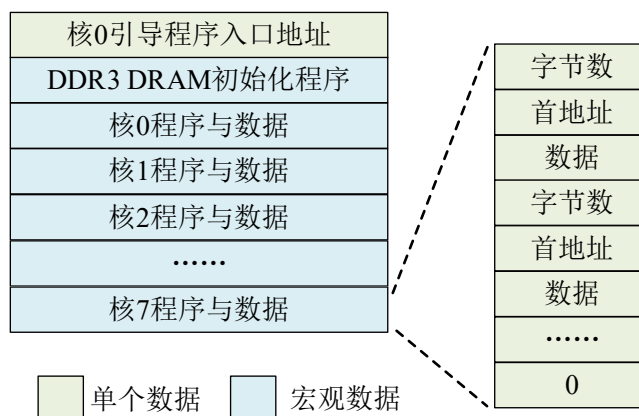 核0引导程序入口地址
DDR3 DRAM初始化程序
核0程序与数据
核1程序与数据
核2程序与数据
……
核7程序与数据
字节数
首地址
数据
字节数
首地址
数据
……
0
单个数据
宏观数据